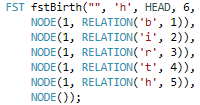 FST fstBirth("", 'h', HEAD, 6,
NODE(1, RELATION('b', 1)),
NODE(1, RELATION('i', 2)),
NODE(1, RELATION('r', 3)),
NODE(1, RELATION('t', 4)),
NODE(1, RELATION('h', 5)),
NODE());